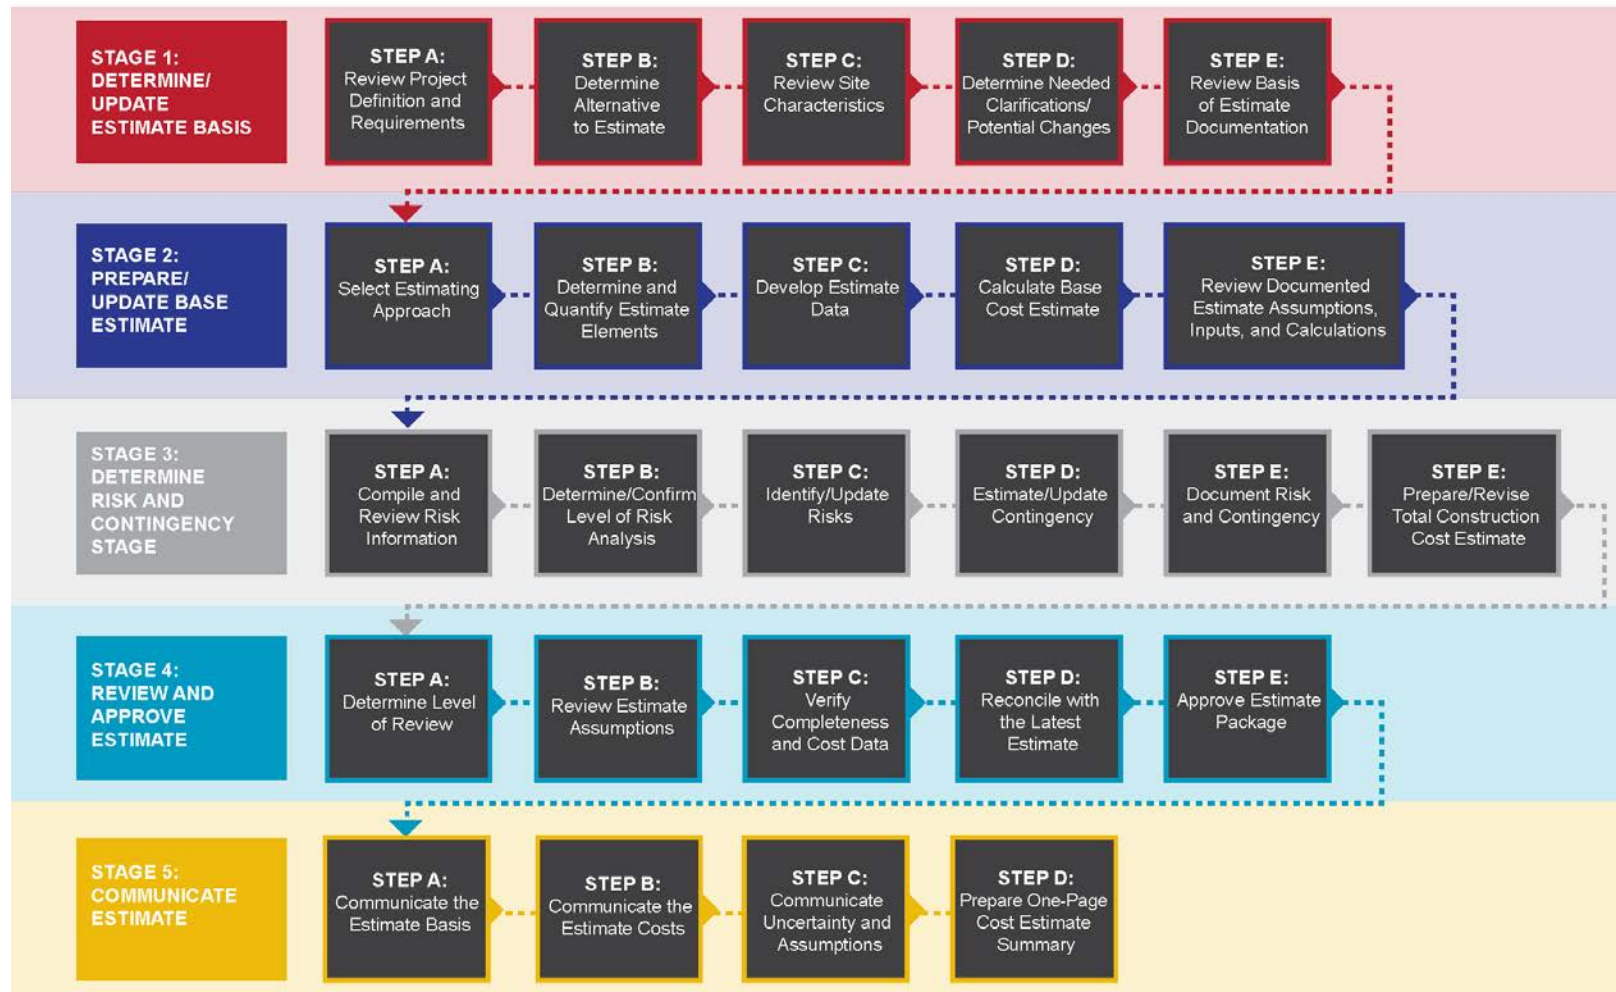 STAGE 1:
DETERMINE/
UPDATE
ESTIMATE BASIS
STEP A:
Review Project
Definition and
Requirements
STEP B:
Determine
Alternative
to Estimate
STEP C:
Review Site
Characteristics
STEP D:
Determine Needed
Clarifications/
Potential Changes
STEP E:
Review Basis
of Estimate
Documentation
STAGE 2:
PREPARE/
UPDATE BASE
ESTIMATE
STEP A:
Select Estimating
Approach
STEP B:
Determine and
Quantify Estimate
Elements
STEP C:
Develop Estimate
Data
STEP D:
Calculate Base
Cost Estimate
STEP E:
Review Documented
Estimate Assumptions,
Inputs, and Calculations
STAGE 3:
DETERMINE
RISK AND
CONTINGENCY
STAGE
STEP A:
Compile and
Review Risk
Information
STEP B:
Determine/Confirm
Level of Risk
Analysis
STEP C:
Identify/Update
Risks
STEP D:
Estimate/Update
Contingency
STEP E:
Document Risk
and Contingency
STEP E:
Prepare/Revise
Total Construction
Cost Estimate
STAGE 4:
REVIEW AND
APPROVE
ESTIMATE
STEP A:
Determine Level
of Review
STEP B:
Review Estimate
Assumptions
STEP C:
Verify
Completeness
and Cost Data
STEP D:
Reconcile with
the Latest
Estimate
STEP E:
Approve Estimate
Package
STAGE 5:
COMMUNICATE
ESTIMATE
STEP A:
Communicate the
Estimate Basis
STEP B:
Communicate the
Estimate Costs
STEP C:
Communicate
Uncertainty and
Assumptions
STEP D:
Prepare One-Page
Cost Estimate
Summary